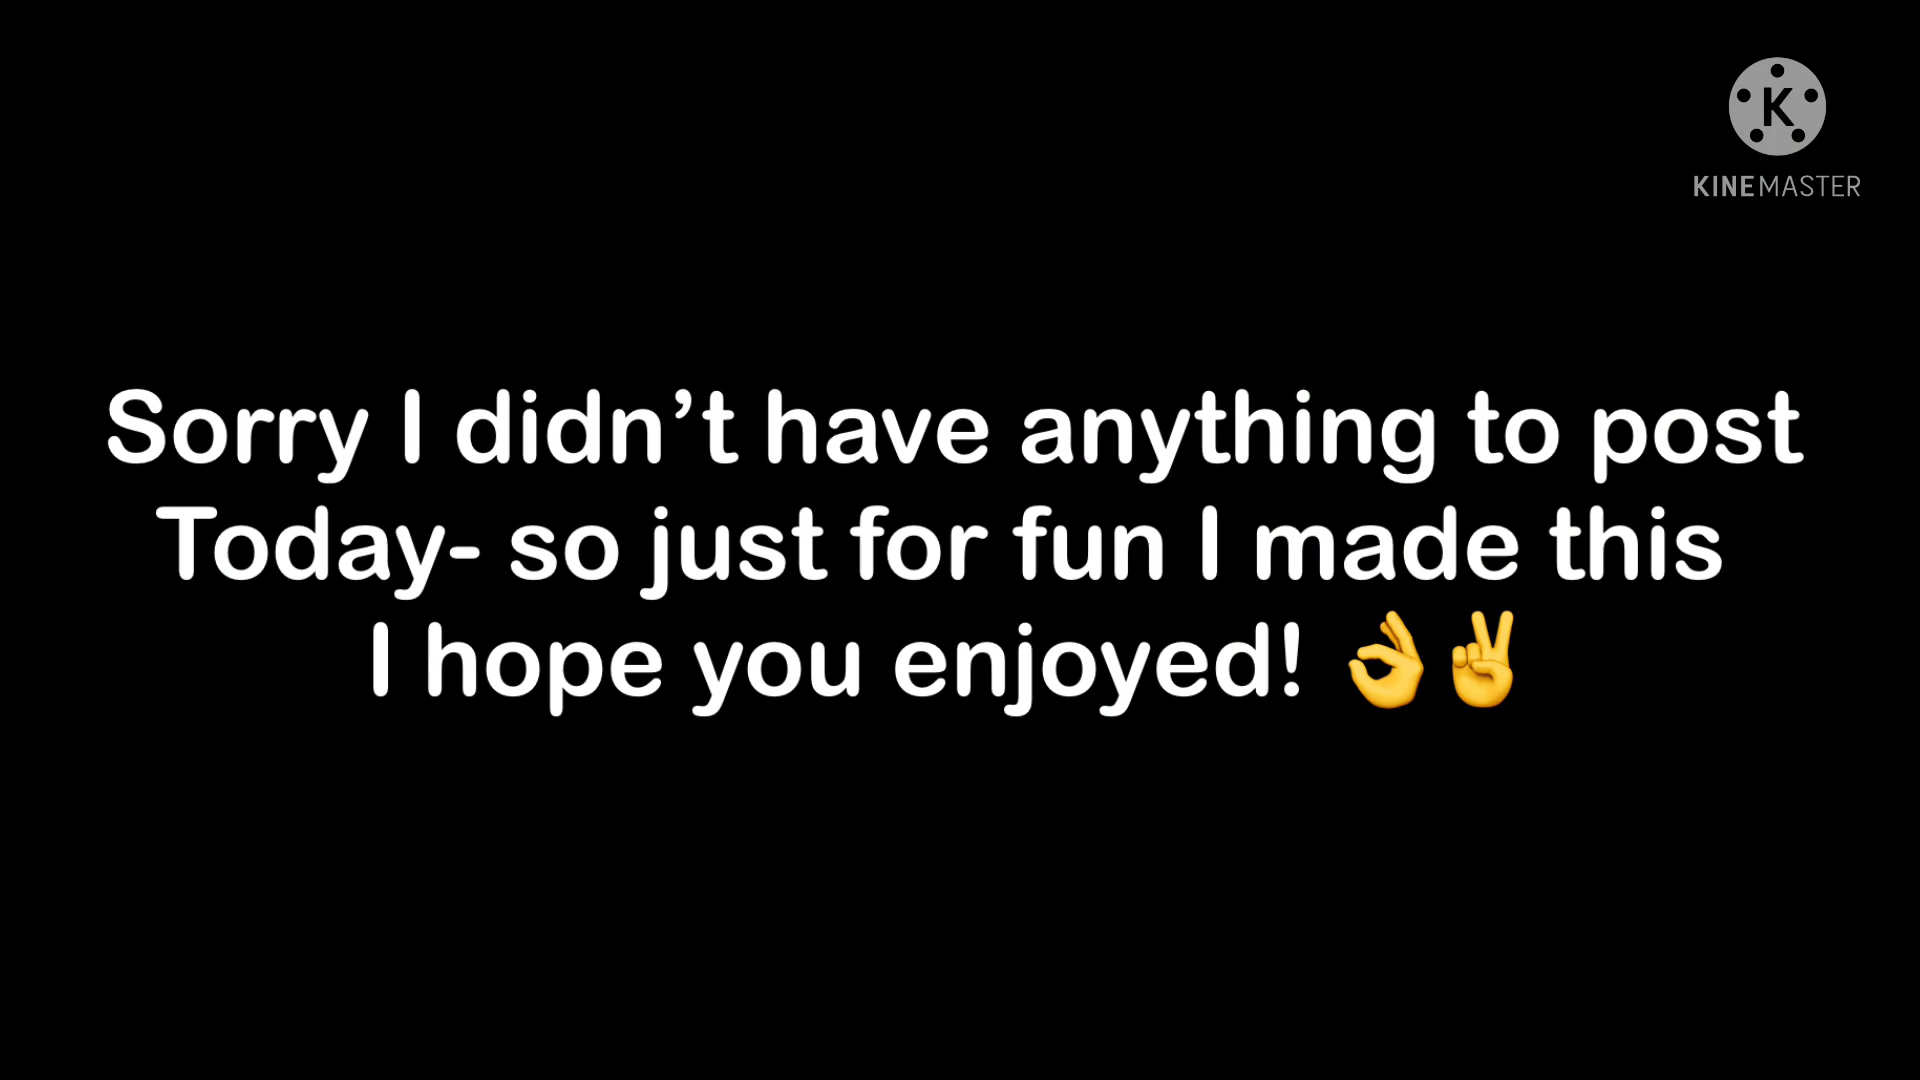 K
KINEMASTER
Sorry I didn’t have anything to post
Today- so just for fun I made this
I hope you enjoyed! 👌✌️